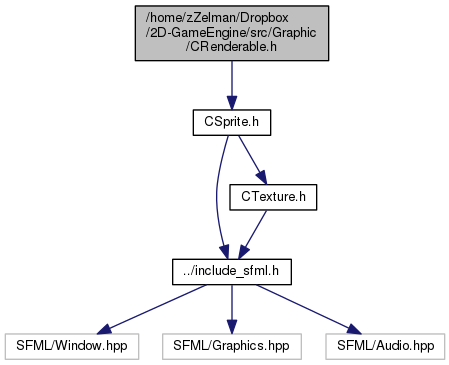 /home/zZelman/Dropbox
/2D-GameEngine/src/Graphic
/CRenderable.h
CSprite.h
CTexture.h
../include_sfml.h
SFML/Window.hpp
SFML/Graphics.hpp
SFML/Audio.hpp